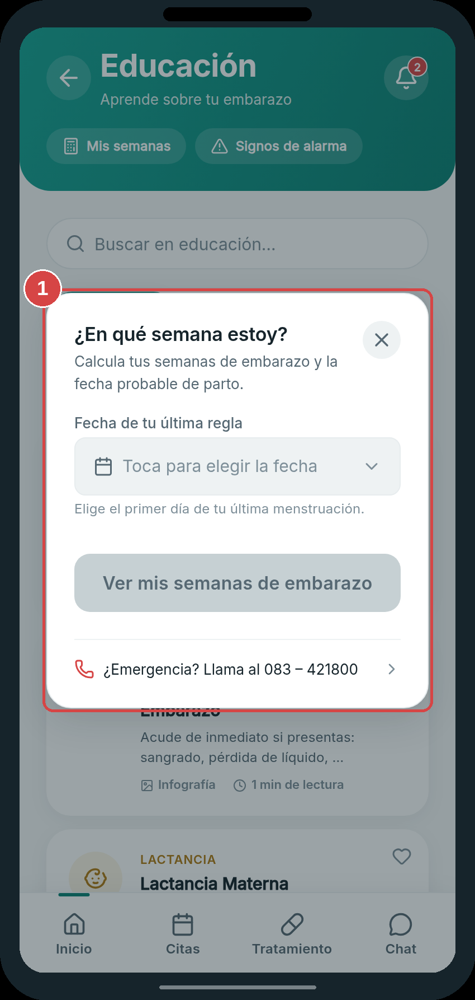 Educación
2
Aprende sobre tu embarazo
Mis semanas
Signos de alarma
Buscar en educación...
1
¿En qué semana estoy?
Calcula tus semanas de embarazo y la
fecha probable de parto.
Fecha de tu última regla
Toca para elegir la fecha
Elige el primer día de tu última menstruación.
Ver mis semanas de embarazo
¿Emergencia? Llama al 083 – 421800
Embarazo
Acude de inmediato si presentas:
sangrado, pérdida de líquido, ...
Infografía
1 min de lectura
LACTANCIA
Lactancia Materna
Inicio
Citas
Tratamiento
Chat